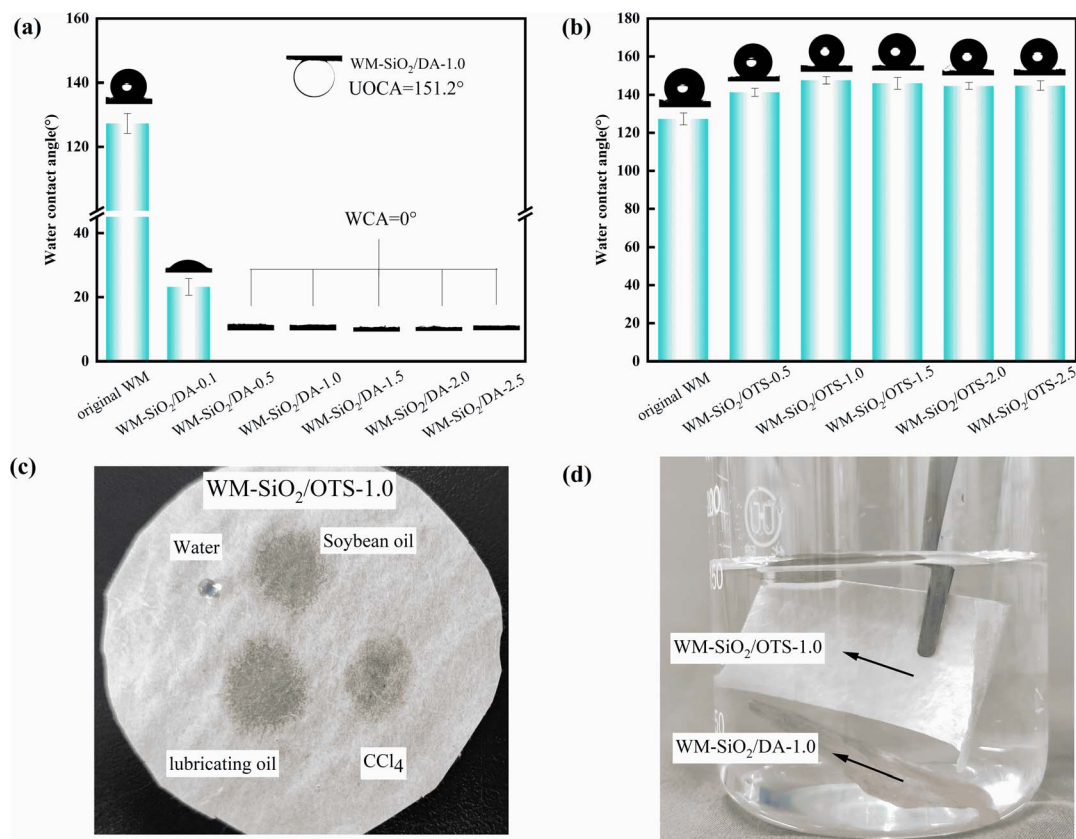 (a)
160
140
120
40
20
0
Water contact angle(°)
WM-SiO₂/DA-1.0
UOCA=151.2°
WCA=0°
original WM
WM-SiO₂/DA-0.1
WM-SiO₂/DA-0.5
WM-SiO₂/DA-1.0
WM-SiO₂/DA-1.5
WM-SiO₂/DA-2.0
WM-SiO₂/DA-2.5
(b)
180
160
140
120
100
80
60
40
20
0
Water contact angle(°)
original WM
WM-SiO₂/OTS-0.5
WM-SiO₂/OTS-1.0
WM-SiO₂/OTS-1.5
WM-SiO₂/OTS-2.0
WM-SiO₂/OTS-2.5
(c)
WM-SiO₂/OTS-1.0
Water
Soybean oil
lubricating oil
CCl₄
(d)
WM-SiO₂/OTS-1.0
WM-SiO₂/DA-1.0